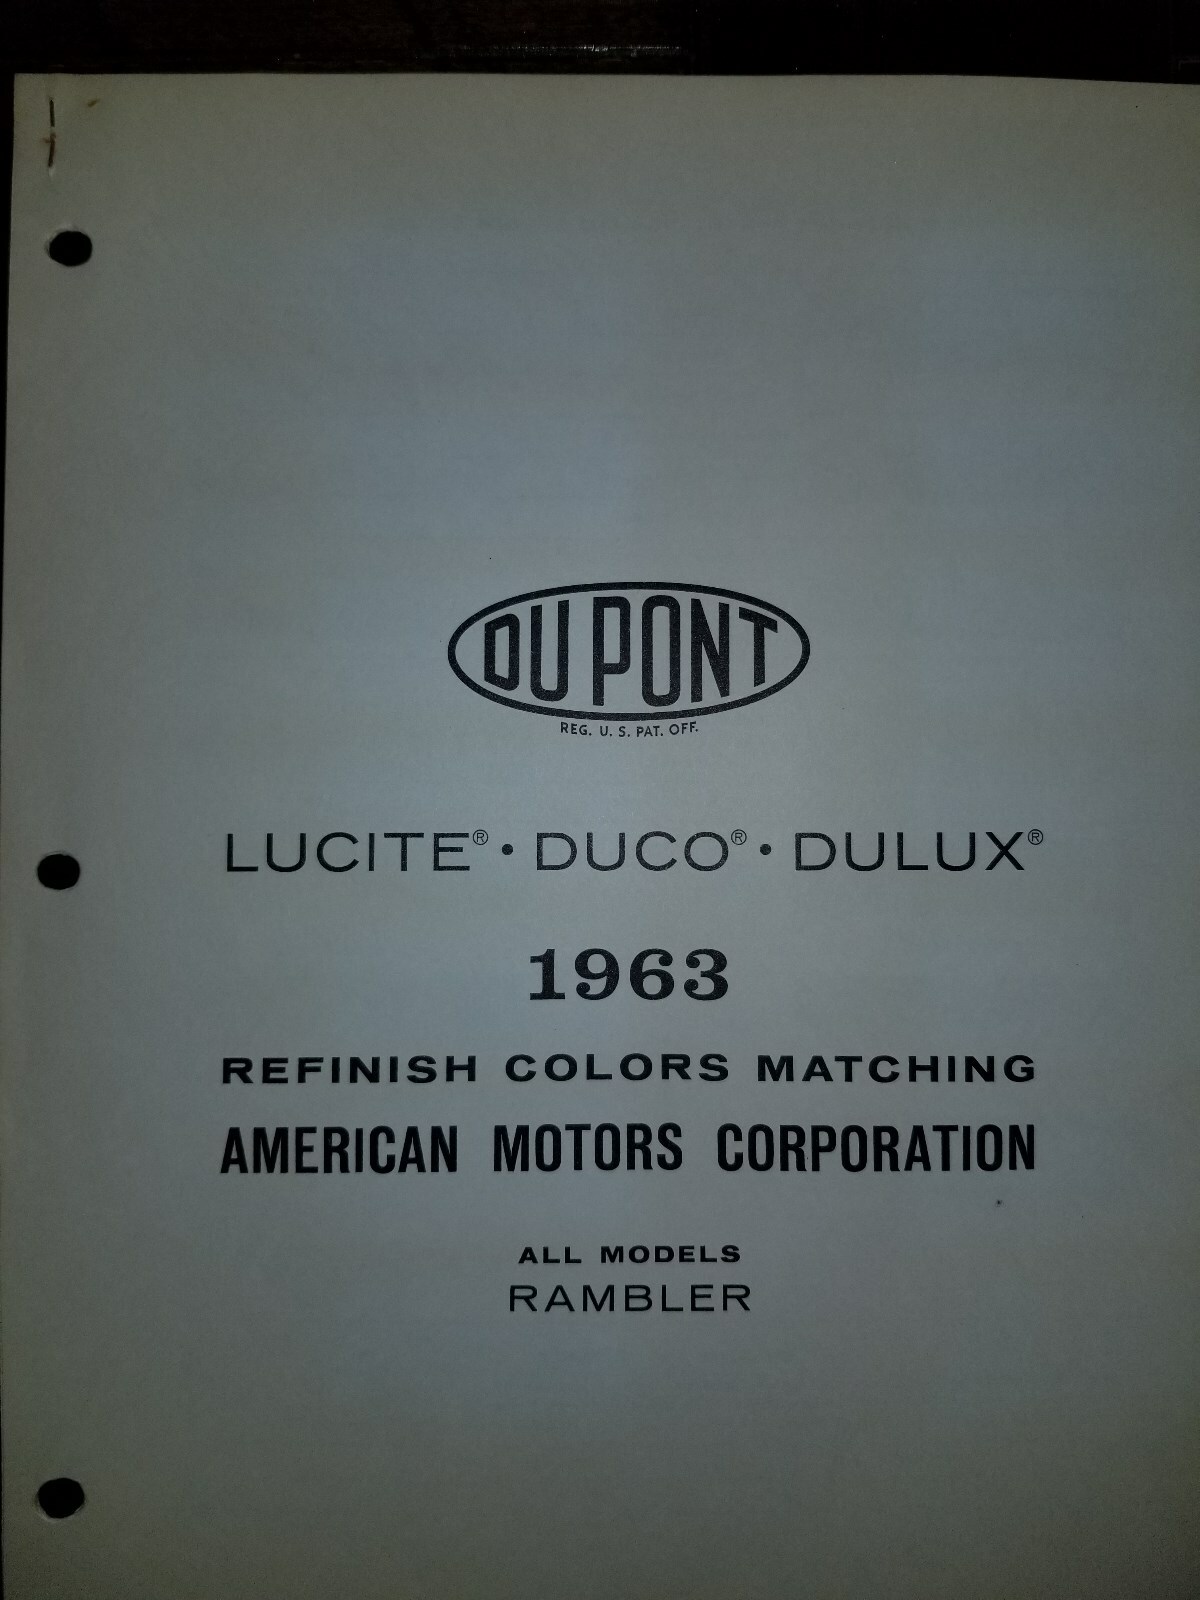 DU PONT
REG. U. S. PAT. OFF.
LUCITE® • DUCO® • DULUX®
1963
REFINISH COLORS MATCHING
AMERICAN MOTORS CORPORATION
ALL MODELS
RAMBLER